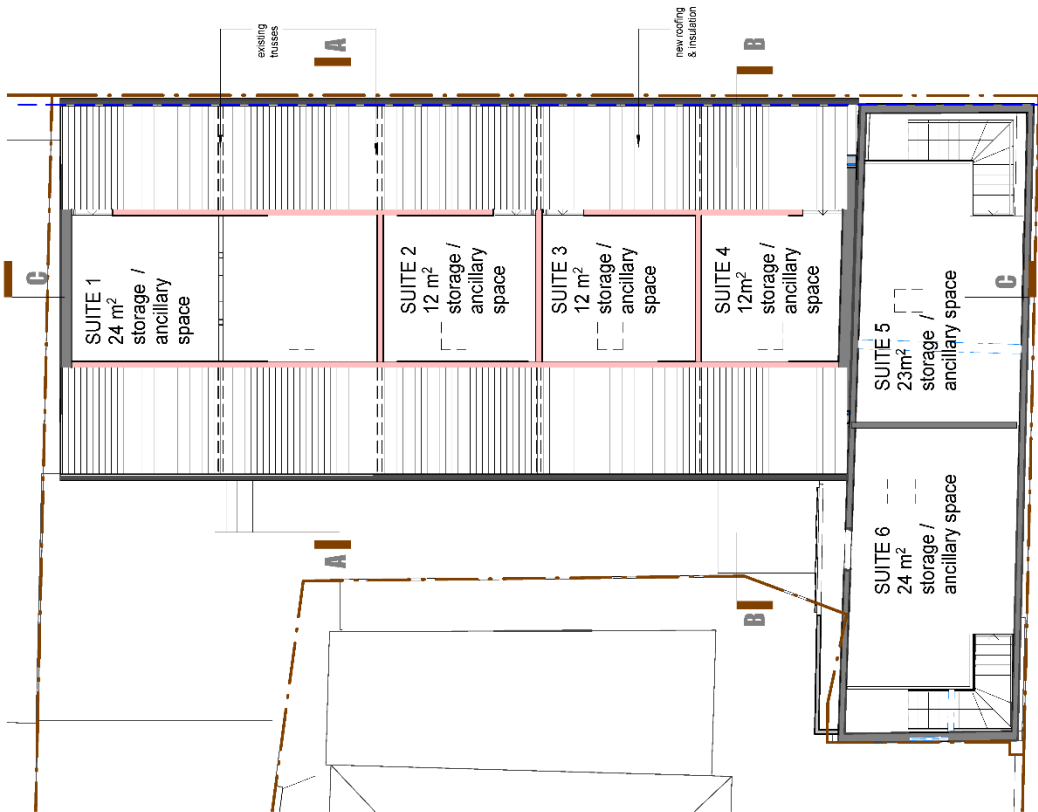 existing
trusses
A
new roofing
& insulation
B
C
SUITE 1
24 m²
storage /
ancillary
space
SUITE 2
12 m²
storage /
ancillary
space
SUITE 3
12 m²
storage /
ancillary
space
SUITE 4
12m²
storage /
ancillary
space
SUITE 5
23m²
storage /
ancillary space
C
SUITE 6
24 m²
storage /
ancillary space
A
B